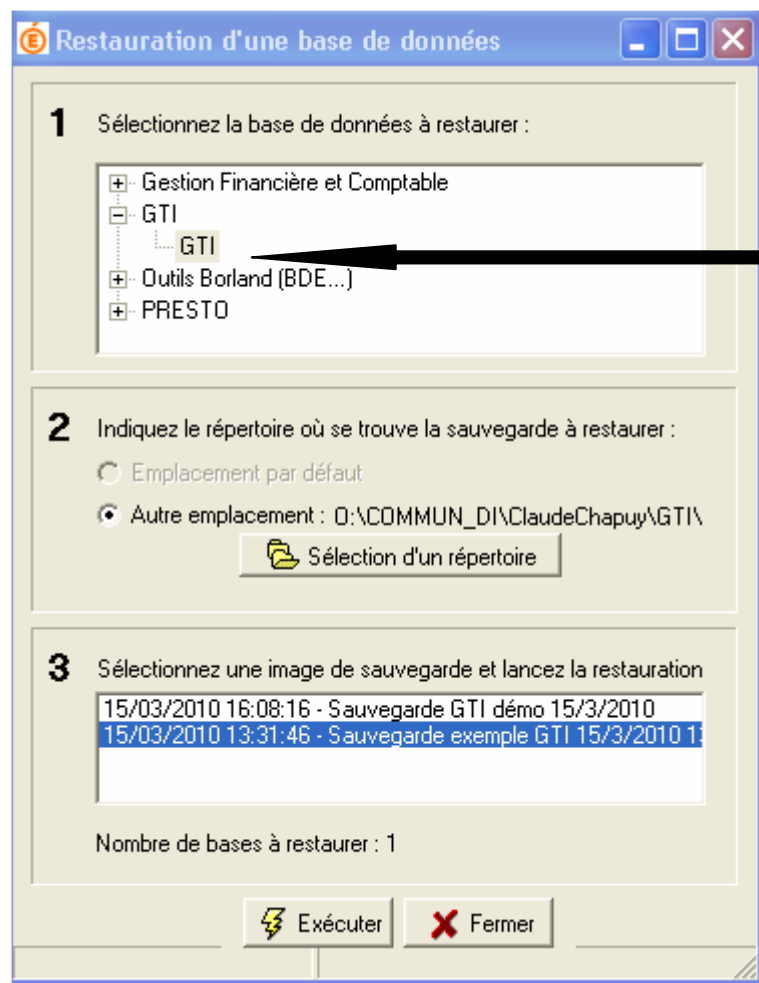 Restauration d'une base de données
1 Sélectionnez la base de données à restaurer :
Gestion Financière et Comptable
GTI
GTI
Outils Borland (BDE...)
PRESTO
2 Indiquez le répertoire où se trouve la sauvegarde à restaurer :
Emplacement par défaut
Autre emplacement : O:\COMMUN_DI\ClaudeChapuy\GTI\
Sélection d'un répertoire
3 Sélectionnez une image de sauvegarde et lancez la restauration
15/03/2010 16:08:16 - Sauvegarde GTI démo 15/3/2010
15/03/2010 13:31:46 - Sauvegarde exemple GTI 15/3/2010
Nombre de bases à restaurer : 1
Exécuter Fermer